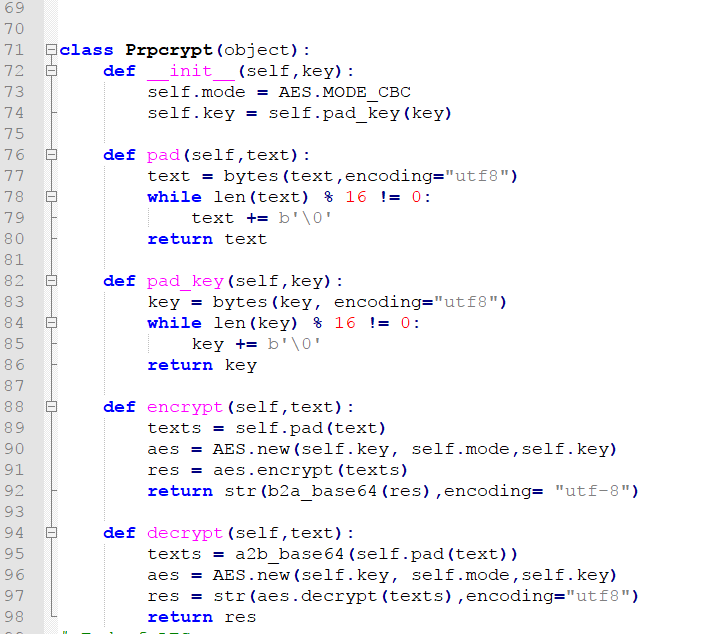 69
70
71 class Prpcrypt(object):
72     def __init__(self,key):
73         self.mode = AES.MODE_CBC
74         self.key = self.pad_key(key)
75
76     def pad(self,text):
77         text = bytes(text,encoding="utf8")
78         while len(text) % 16 != 0:
79             text += b'\0'
80         return text
81
82     def pad_key(self,key):
83         key = bytes(key, encoding="utf8")
84         while len(key) % 16 != 0:
85             key += b'\0'
86         return key
87
88     def encrypt(self,text):
89         texts = self.pad(text)
90         aes = AES.new(self.key, self.mode,self.key)
91         res = aes.encrypt(texts)
92         return str(b2a_base64(res),encoding= "utf-8")
93
94     def decrypt(self,text):
95         texts = a2b_base64(self.pad(text))
96         aes = AES.new(self.key, self.mode,self.key)
97         res = str(aes.decrypt(texts),encoding="utf8")
98         return res